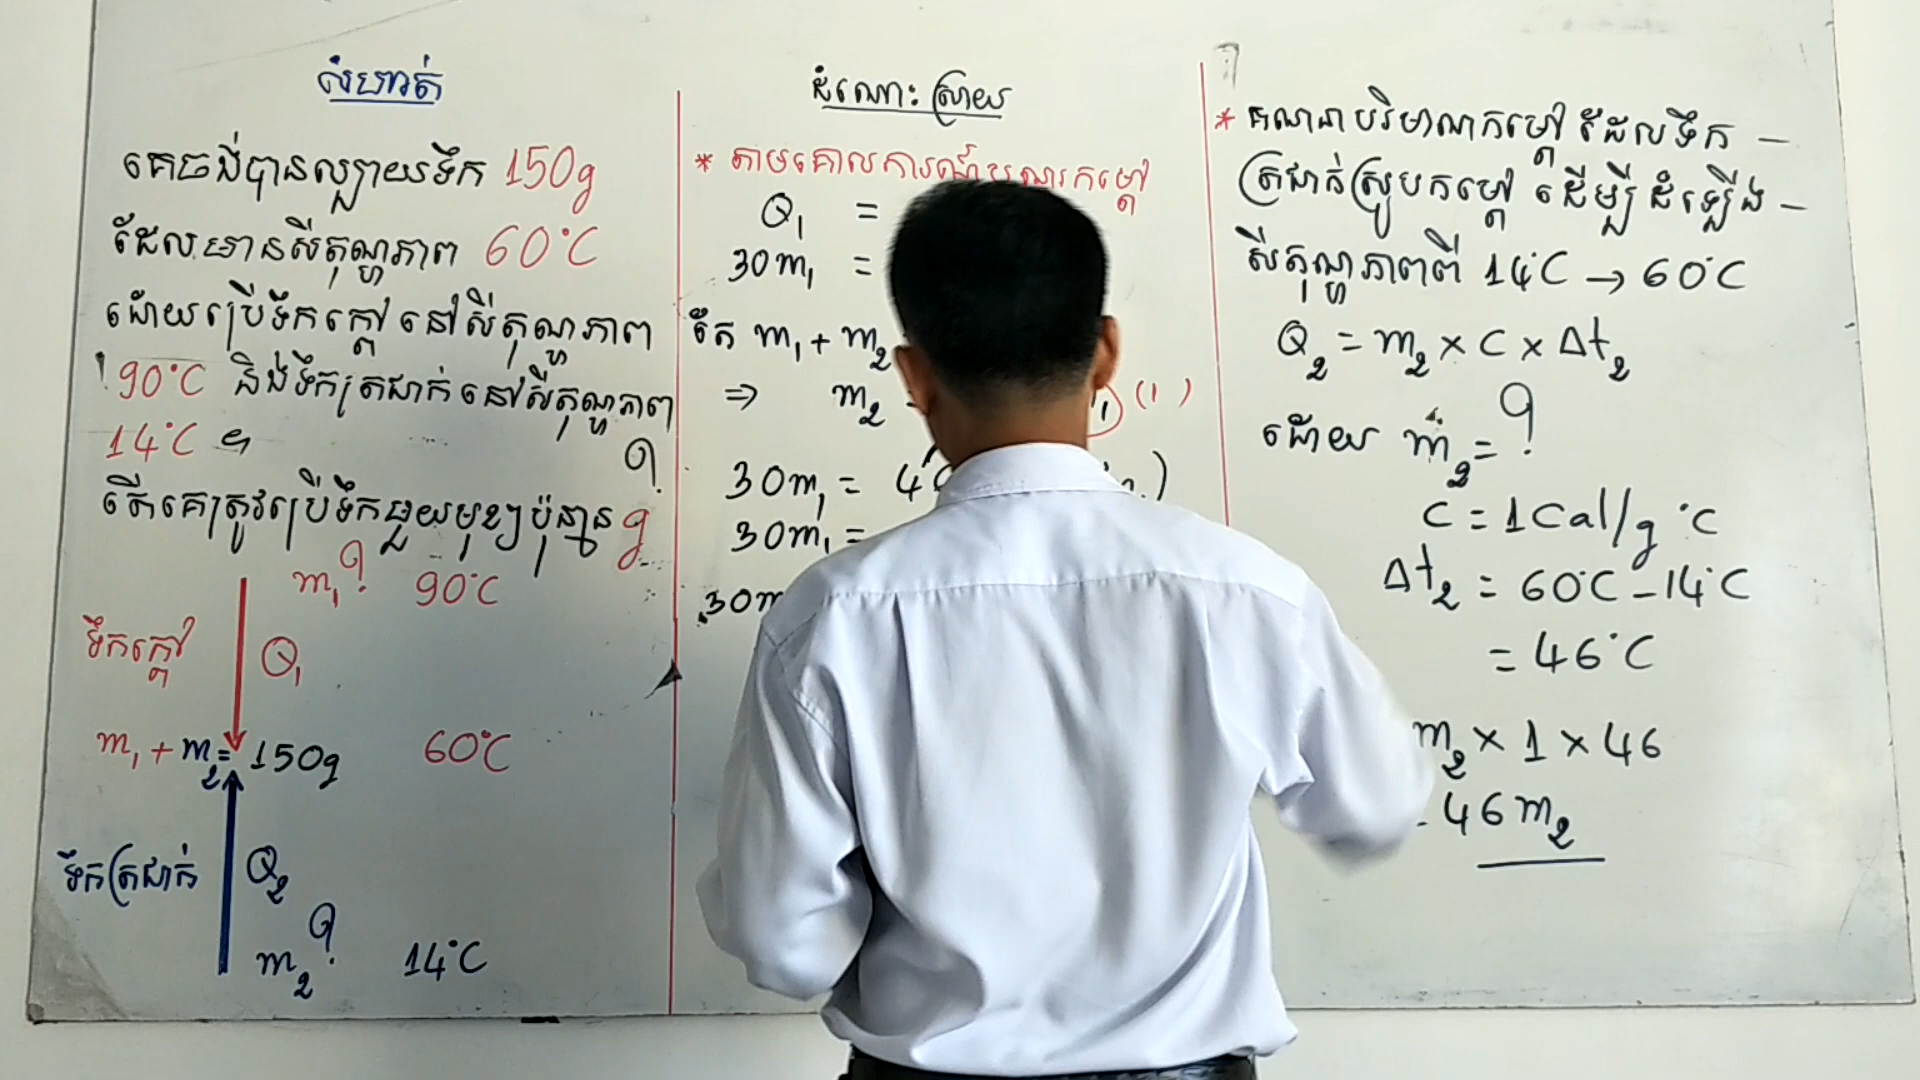 លំហាត់
គេចង់បានល្បាយទឹក 150g
ដែលមានសីតុណ្ហភាព 60°C
ដោយប្រើទឹកក្ដៅនៅសីតុណ្ហភាព
90°C និងទឹកត្រជាក់នៅសីតុណ្ហភាព
14°C ។
តើគេត្រូវប្រើទឹកមួយមុខៗប៉ុន្មាន g ?
m₁ ? 90°C
ទឹកក្ដៅ Q₁
m₁ + m₂ = 150g 60°C
ទឹកត្រជាក់ Q₂
m₂ ? 14°C
ដំណោះស្រាយ
* តាមគោលការណ៍បណ្ដូរកម្ដៅ
Q₁ =
30m₁ =
តែ m₁ + m₂
⇒ m₂ (1)
30m₁ =
30m₁ =
30m
* គណនាបរិមាណកម្ដៅដែលទឹក –
ត្រជាក់ស្រូបកម្ដៅ ដើម្បីដំឡើង –
សីតុណ្ហភាពពី 14°C → 60°C
Q₂ = m₂ × C × Δt₂
ដោយ m₂ = ?
C = 1Cal/g °C
Δt₂ = 60°C – 14°C
= 46°C
m₂ × 1 × 46
46m₂